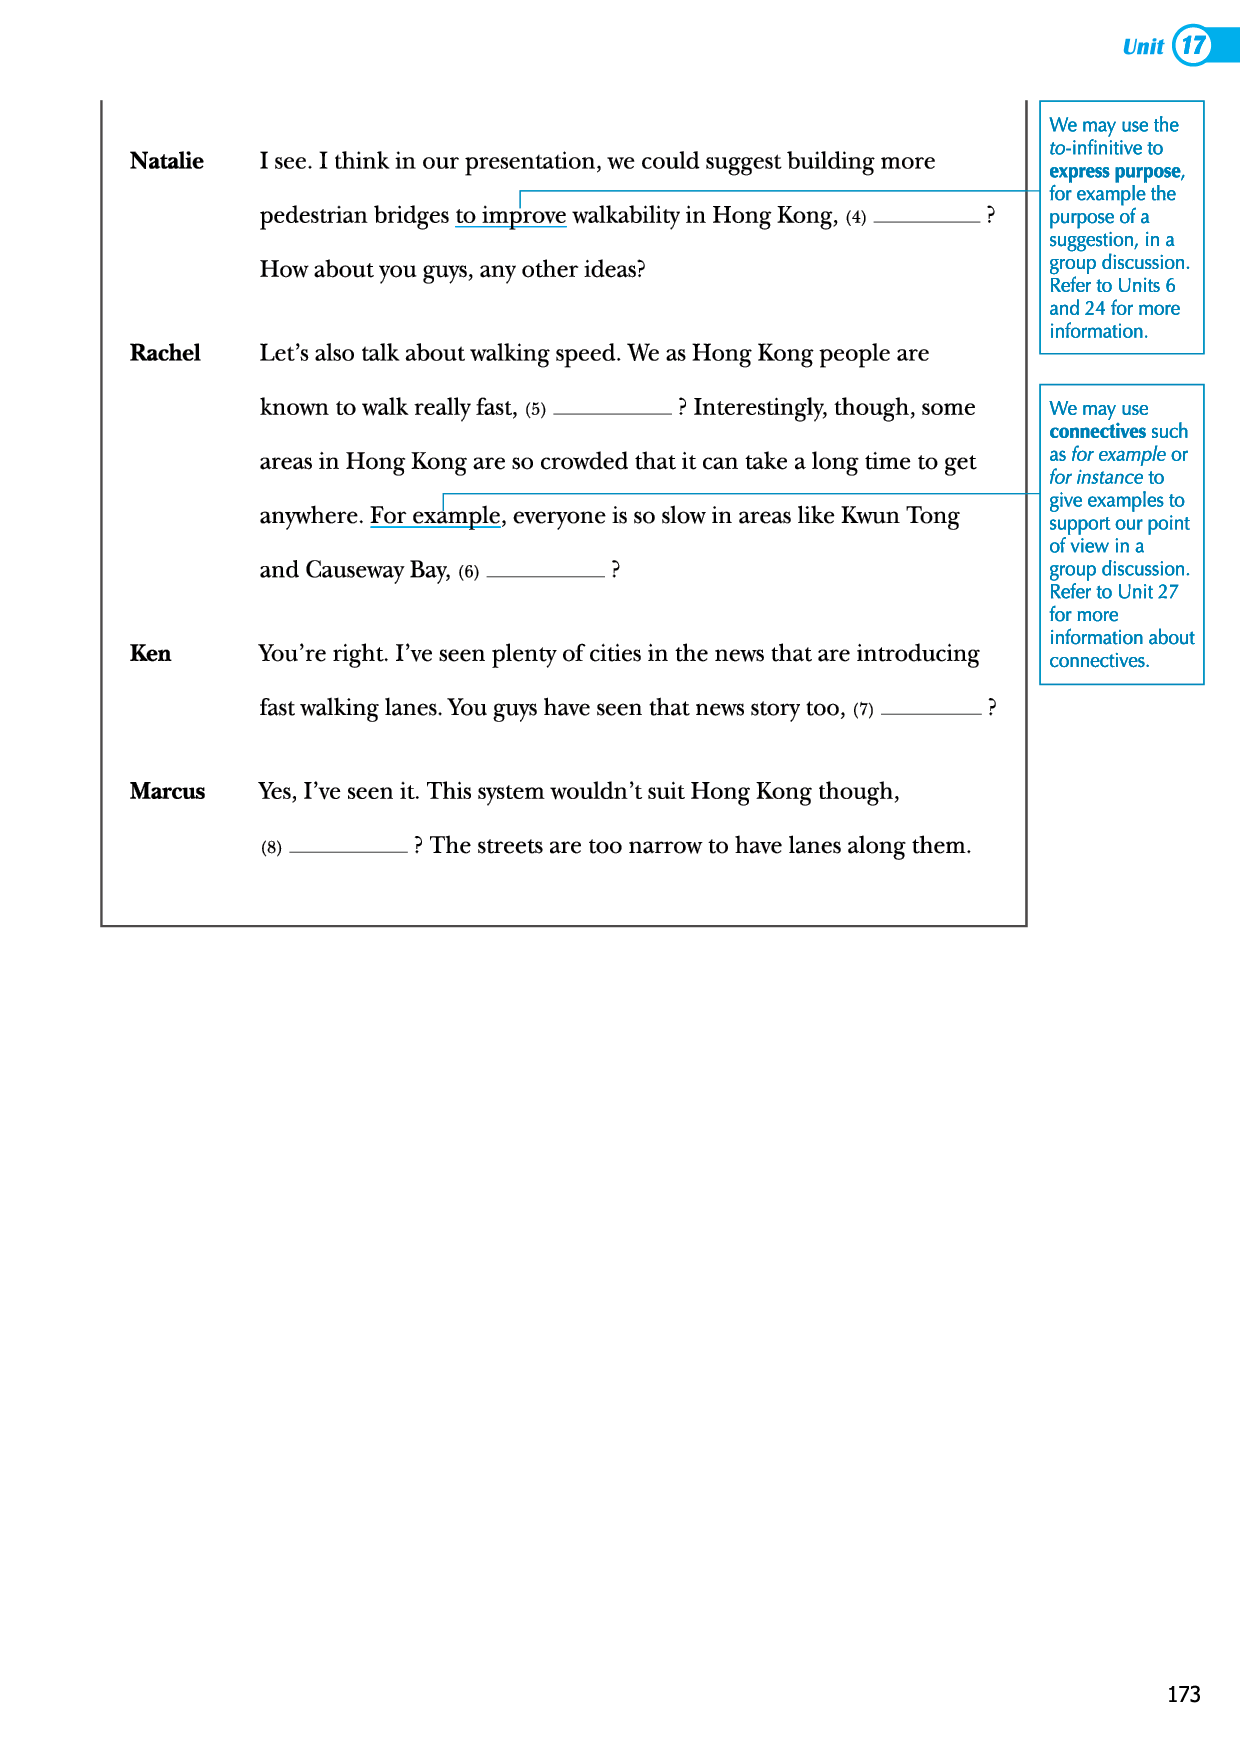 Unit 17
Natalie I see. I think in our presentation, we could suggest building more
pedestrian bridges to improve walkability in Hong Kong, (4) ?
How about you guys, any other ideas?
Rachel Let’s also talk about walking speed. We as Hong Kong people are
known to walk really fast, (5) ? Interestingly, though, some
areas in Hong Kong are so crowded that it can take a long time to get
anywhere. For example, everyone is so slow in areas like Kwun Tong
and Causeway Bay, (6) ?
Ken You’re right. I’ve seen plenty of cities in the news that are introducing
fast walking lanes. You guys have seen that news story too, (7) ?
Marcus Yes, I’ve seen it. This system wouldn’t suit Hong Kong though,
(8) ? The streets are too narrow to have lanes along them.
We may use the
to-infinitive to
express purpose,
for example the
purpose of a
suggestion, in a
group discussion.
Refer to Units 6
and 24 for more
information.
We may use
connectives such
as for example or
for instance to
give examples to
support our point
of view in a
group discussion.
Refer to Unit 27
for more
information about
connectives.
173